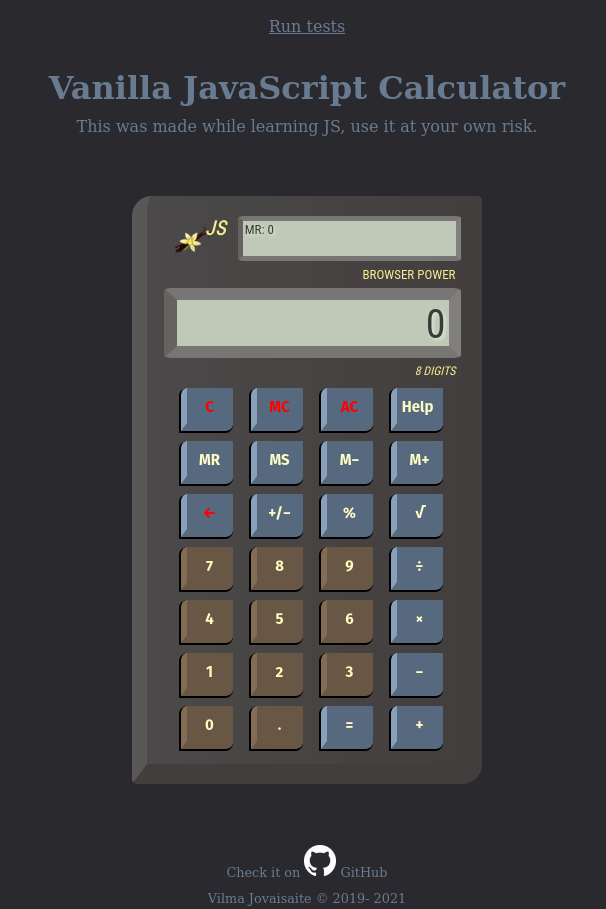 Run tests
Vanilla JavaScript Calculator
This was made while learning JS, use it at your own risk.
JS
MR: 0
BROWSER POWER
0
8 DIGITS
C MC AC Help
MR MS M− M+
← +/− % √
7 8 9 ÷
4 5 6 ×
1 2 3 −
0 . = +
Check it on GitHub
Vilma Jovaisaite © 2019- 2021